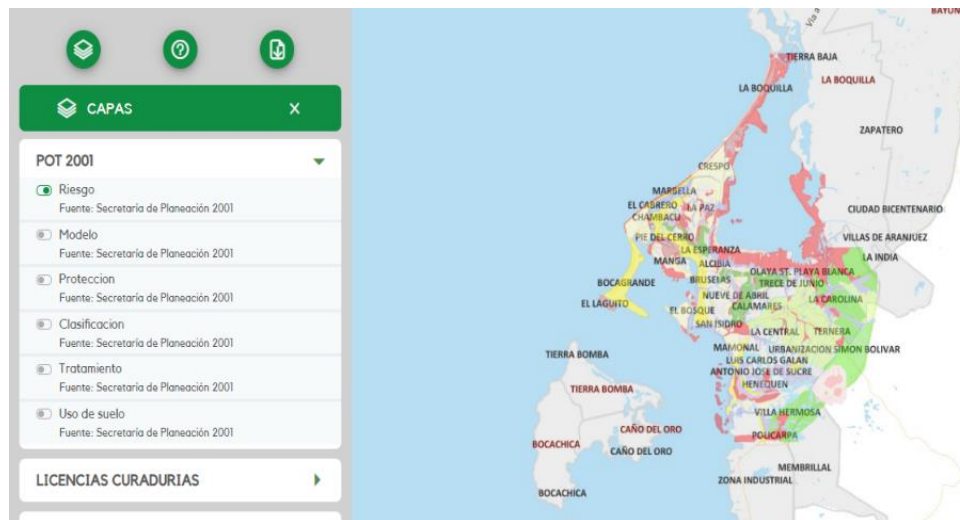 CAPAS X
POT 2001
Riesgo
Fuente: Secretaría de Planeación 2001
Modelo
Fuente: Secretaría de Planeación 2001
Proteccion
Fuente: Secretaría de Planeación 2001
Clasificacion
Fuente: Secretaría de Planeación 2001
Tratamiento
Fuente: Secretaría de Planeación 2001
Uso de suelo
Fuente: Secretaría de Planeación 2001
LICENCIAS CURADURIAS
Via a
TIERRA BAJA
LA BOQUILLA
LA BOQUILLA
ZAPATERO
CRESPO
MARBELLA
EL CABRERO
LA PAZ
CHAMBACU
CIUDAD BICENTENARIO
PIE DEL CERRO
VILLAS DE ARANJUEZ
LA ESPERANZA
LA INDIA
MANGA
ALCIBIA
OLAYA ST. PLAYA BLANCA
BOCAGRANDE
BRUSELAS
TRECE DE JUNIO
EL LAGUITO
NUEVE DE ABRIL
LA CAROLINA
EL BOSQUE
CALAMARES
SAN ISIDRO
LA CENTRAL
TERNERA
TIERRA BOMBA
MAMONAL
URBANIZACION SIMON BOLIVAR
LUIS CARLOS GALAN
ANTONIO JOSE DE SUCRE
TIERRA BOMBA
HENEQUEN
VILLA HERMOSA
CAÑO DEL ORO
POLICARPA
BOCACHICA
CAÑO DEL ORO
MEMBRILLAL
ZONA INDUSTRIAL
BOCACHICA